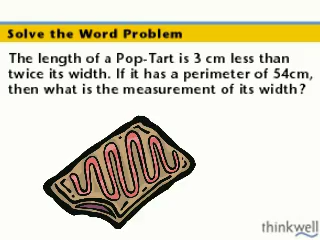 Solve the Word Problem
The length of a Pop-Tart is 3 cm less than
twice its width. If it has a perimeter of 54cm,
then what is the measurement of its width?
thinkwell